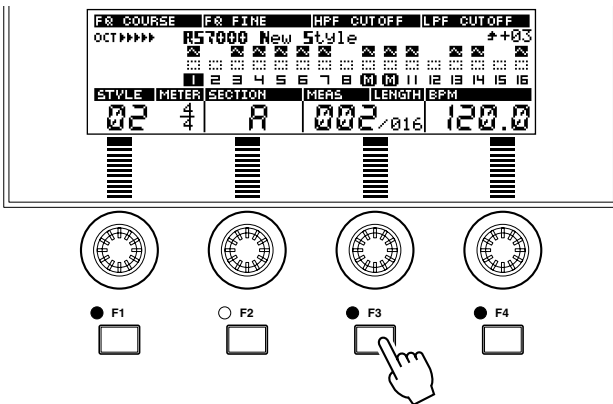 FQ COURSE FQ FINE HPF CUTOFF LPF CUTOFF
OCT RS7000 New Style +03
1 2 3 4 5 6 7 8 M M 11 12 13 14 15 16
STYLE METER SECTION MEAS LENGTH BPM
02 4/4 A 002/016 120.0
F1 F2 F3 F4